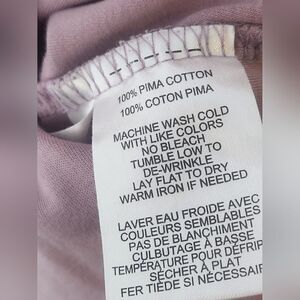 100% PIMA COTTON
100% COTON PIMA
MACHINE WASH COLD
WITH LIKE COLORS
NO BLEACH
TUMBLE LOW TO
DE-WRINKLE
LAY FLAT TO DRY
WARM IRON IF NEEDED
LAVER EAU FROIDE AVEC
COULEURS SEMBLABLES
PAS DE BLANCHIMENT
CULBUTAGE À BASSE
TEMPÉRATURE POUR DÉFRIP
SÉCHER À PLAT
FER TIÈDE SI NÉCESSAIR